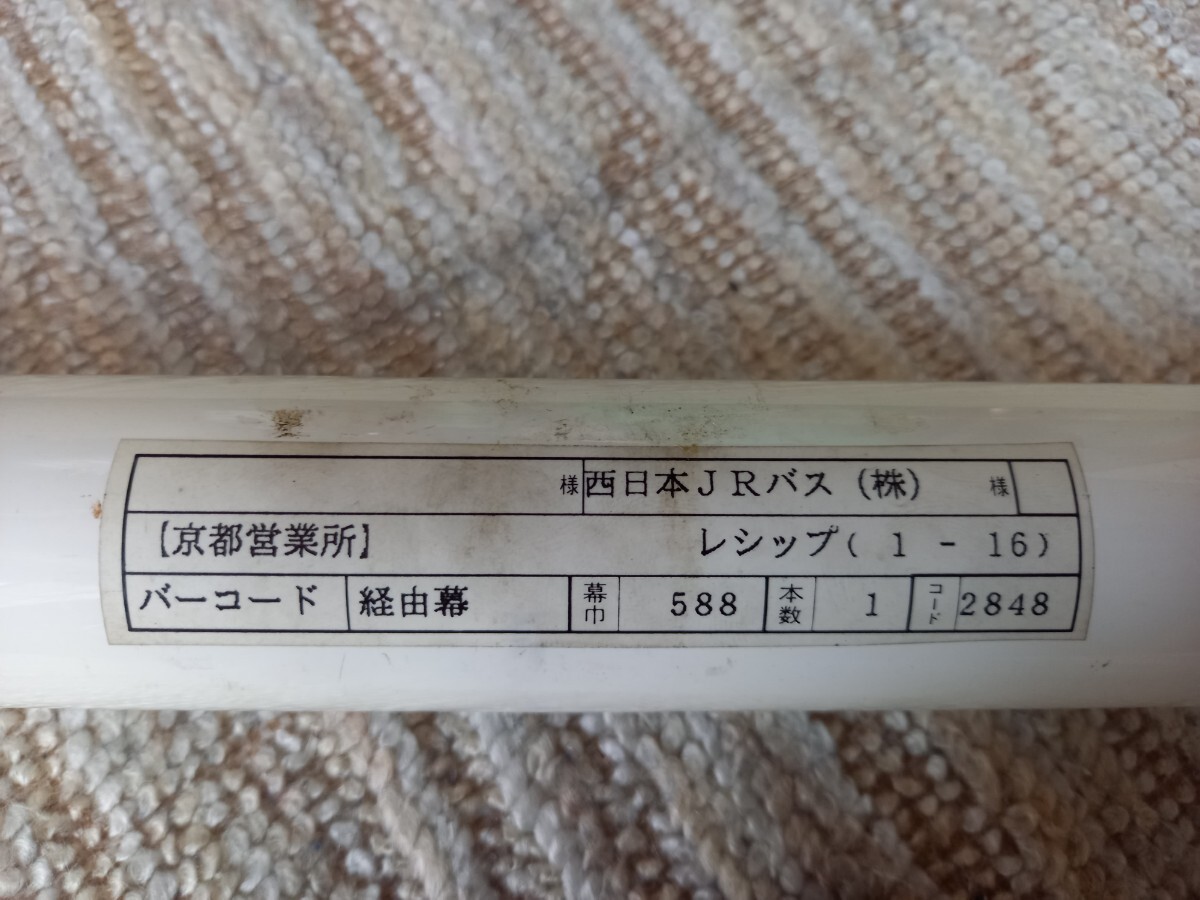 様 西日本JRバス（株） 様
【京都営業所】 レシップ( 1 - 16)
バーコード 経由幕 幕巾 588 本数 1 コード 2848